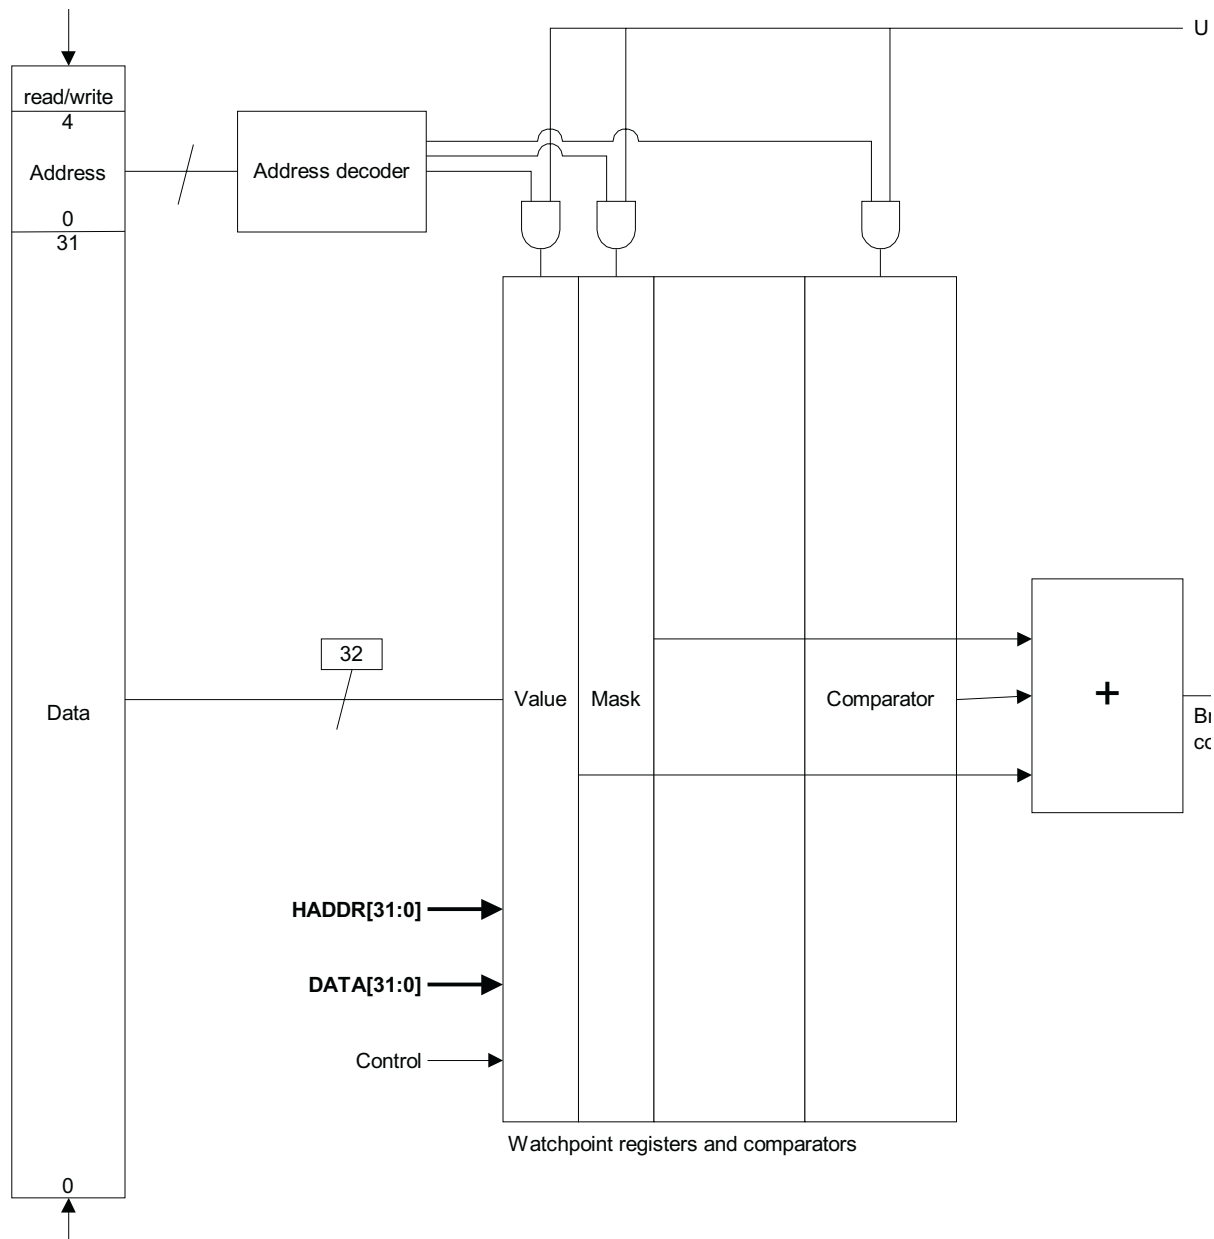 U
read/write
4
Address
Address decoder
0
31
32
Data
Value
Mask
Comparator
+
HADDR[31:0]
DATA[31:0]
Control
Watchpoint registers and comparators
0